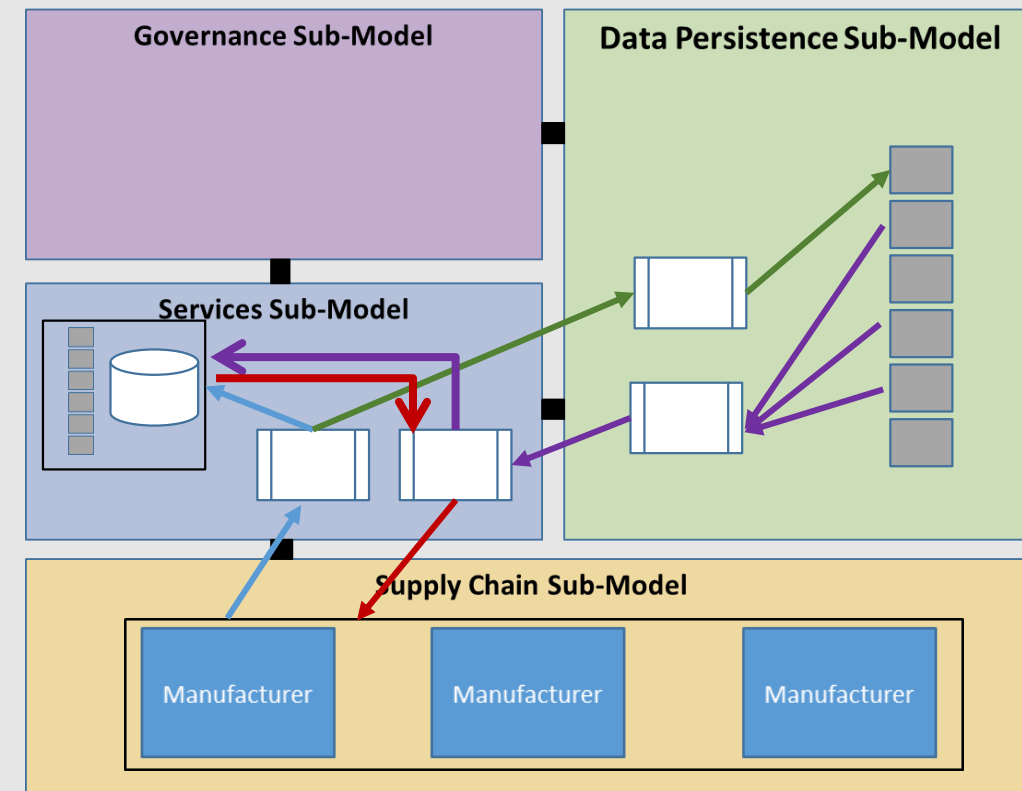 Governance Sub-Model
Data Persistence Sub-Model
Services Sub-Model
Supply Chain Sub-Model
Manufacturer
Manufacturer
Manufacturer